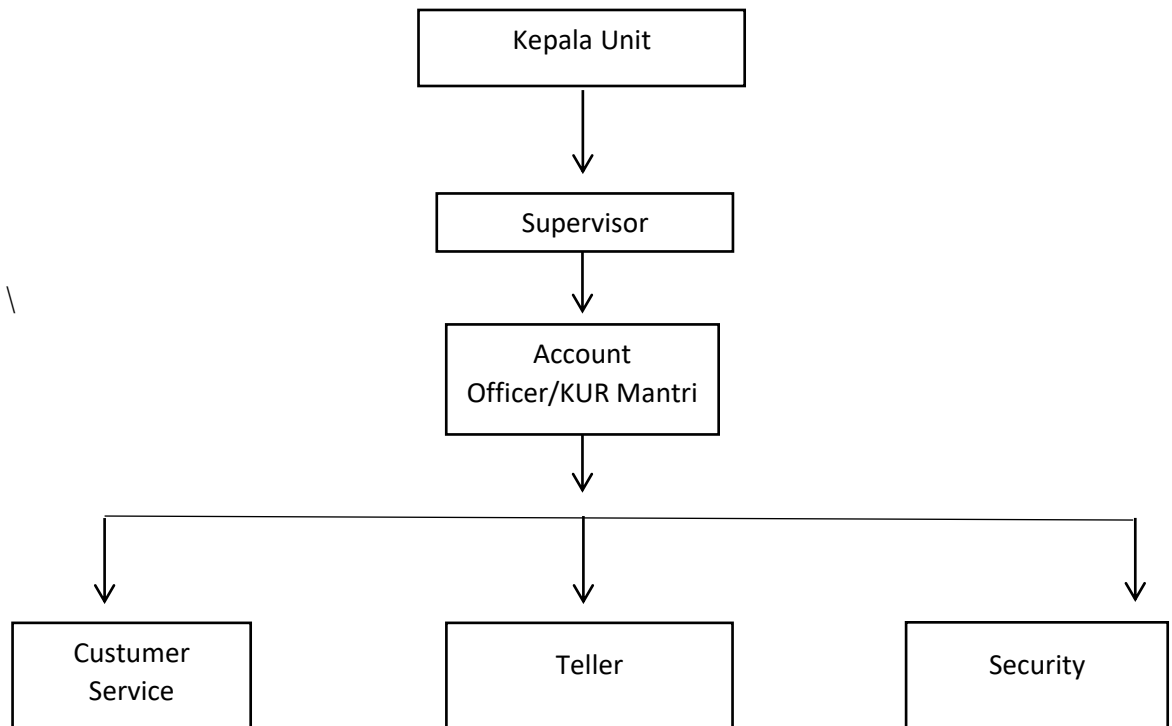 Kepala Unit
Supervisor
\
Account
Officer/KUR Mantri
Custumer
Service
Teller
Security